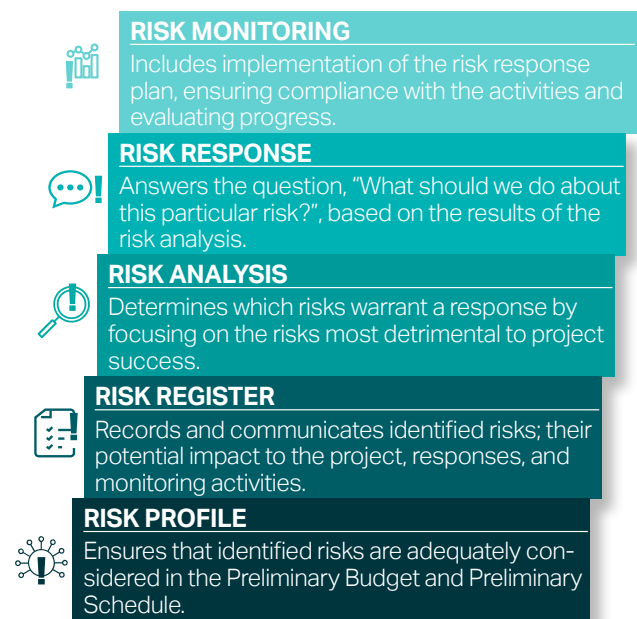 RISK MONITORING
Includes implementation of the risk response
plan, ensuring compliance with the activities and
evaluating progress.
RISK RESPONSE
Answers the question, “What should we do about
this particular risk?”, based on the results of the
risk analysis.
RISK ANALYSIS
Determines which risks warrant a response by
focusing on the risks most detrimental to project
success.
RISK REGISTER
Records and communicates identified risks; their
potential impact to the project, responses, and
monitoring activities.
RISK PROFILE
Ensures that identified risks are adequately con-
sidered in the Preliminary Budget and Preliminary
Schedule.